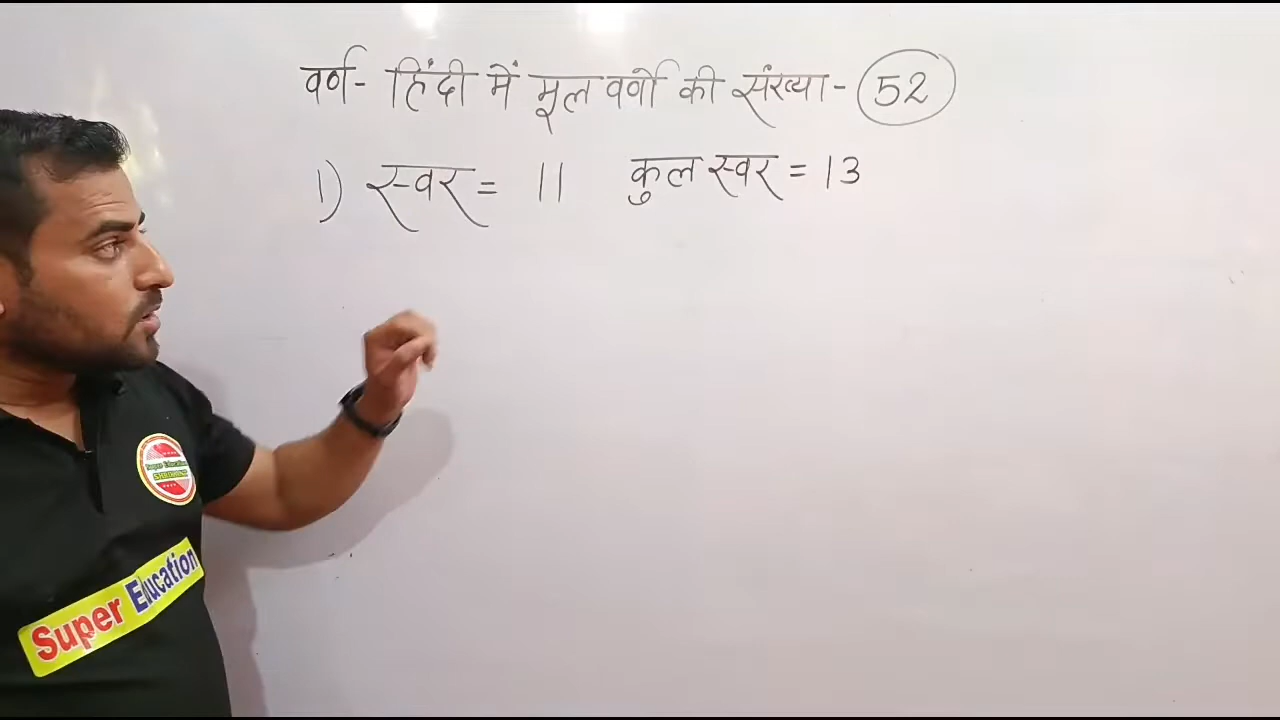 वर्ण- हिंदी में मूल वर्णो की संख्या- 52
1) स्वर = 11 कुल स्वर = 13
Super Education